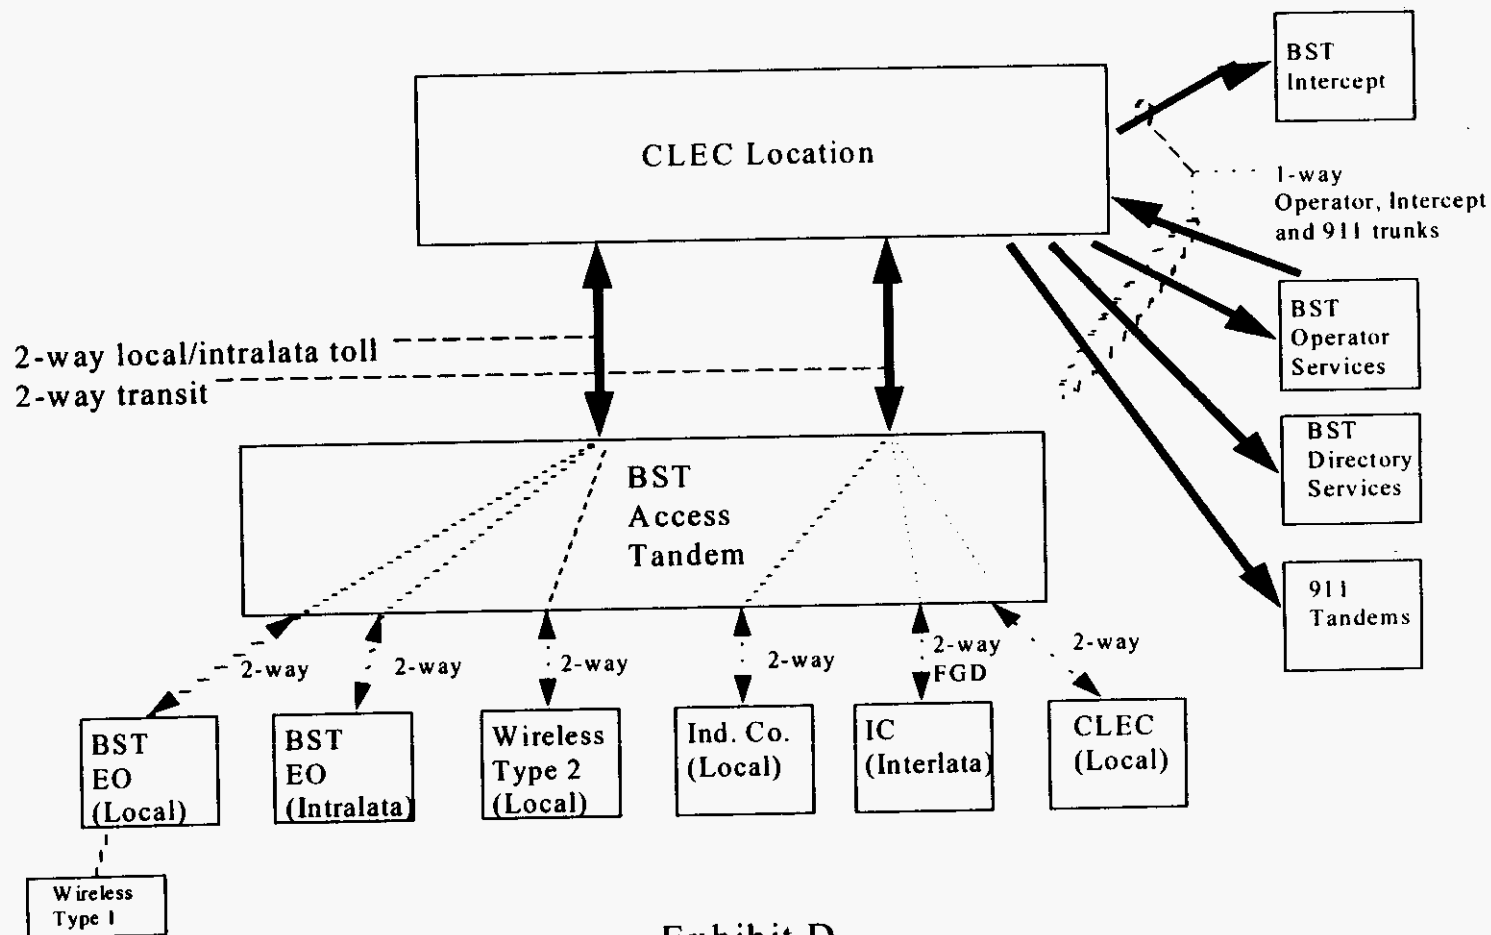 BST
Intercept
CLEC Location
1-way
Operator, Intercept
and 911 trunks
BST
Operator
Services
2-way local/intralata toll
2-way transit
BST
Directory
Services
BST
Access
Tandem
911
Tandems
2-way
2-way
2-way
2-way
2-way
FGD
2-way
BST
EO
(Local)
BST
EO
(Intralata)
Wireless
Type 2
(Local)
Ind. Co.
(Local)
IC
(Interlata)
CLEC
(Local)
Wireless
Type 1
Exhibit D